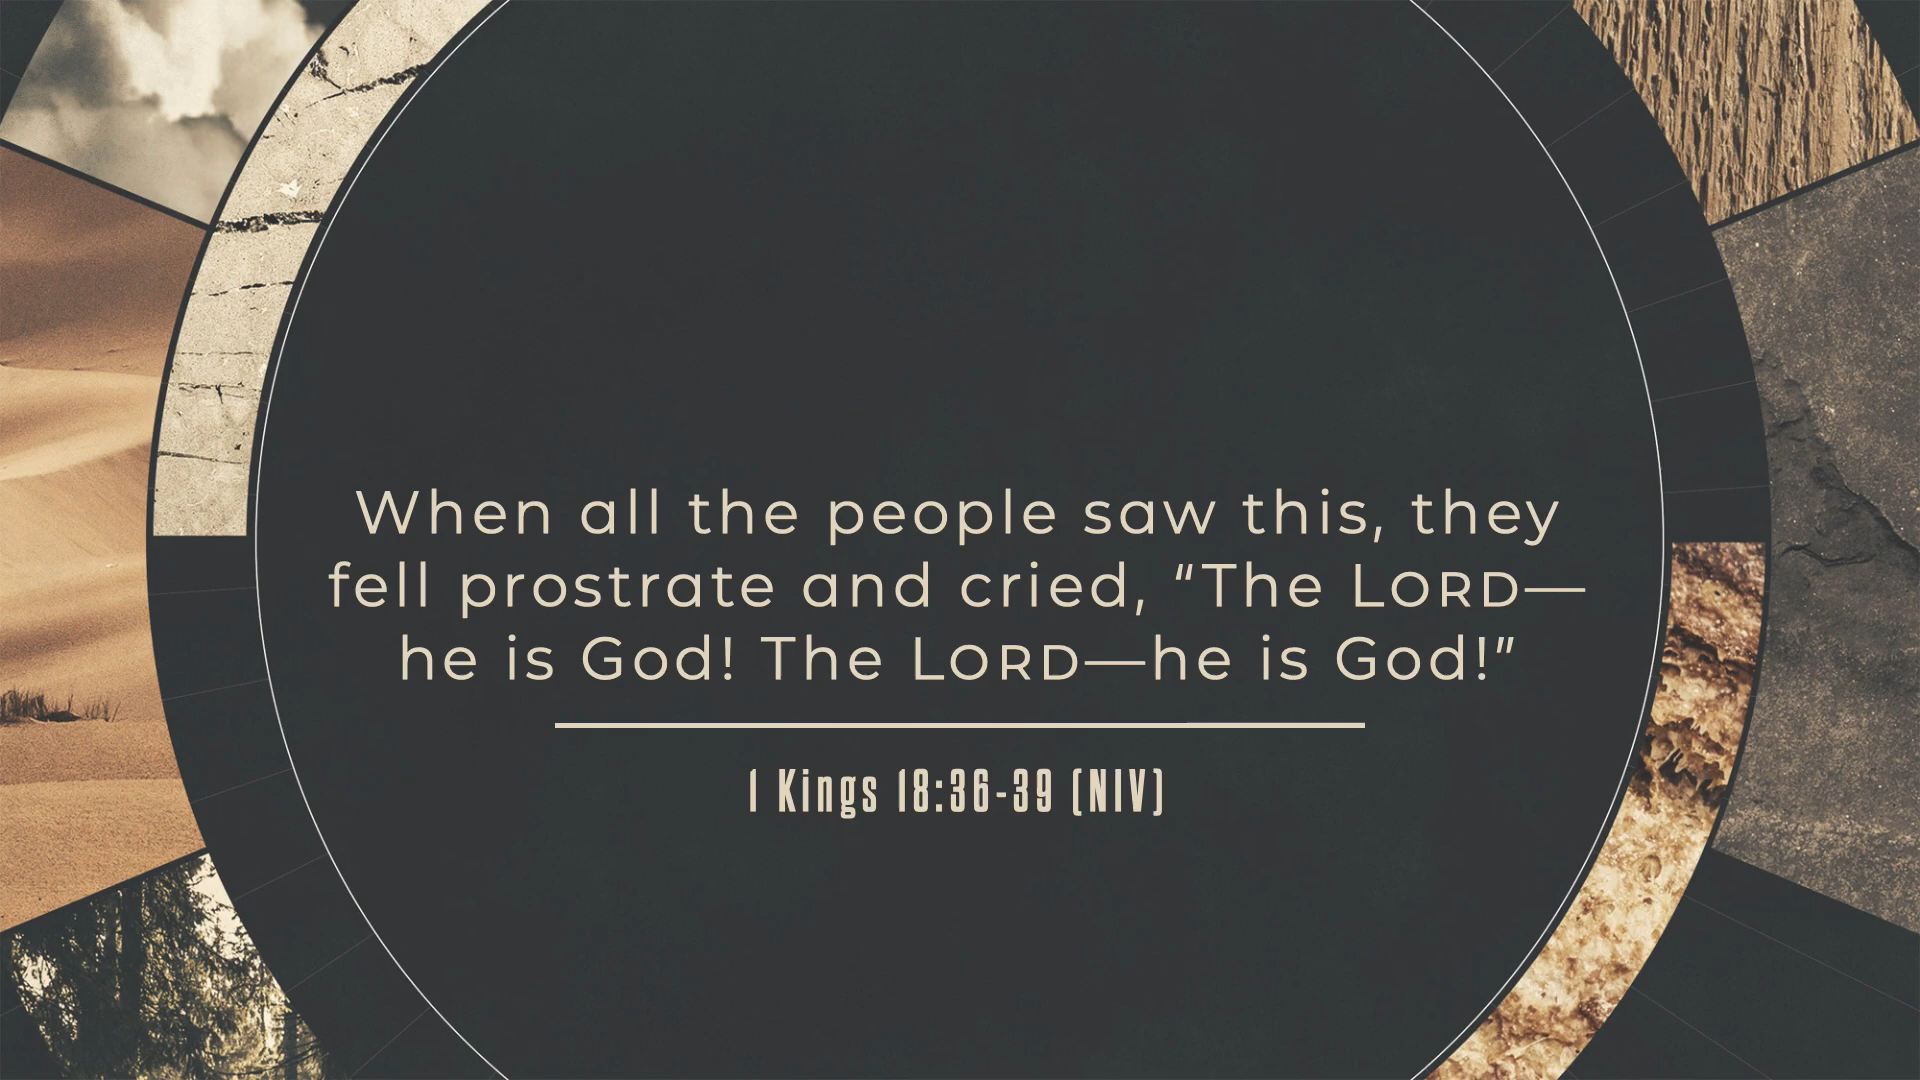 When all the people saw this, they
fell prostrate and cried, “The LORD—
he is God! The LORD—he is God!”
1 Kings 18:36-39 (NIV)